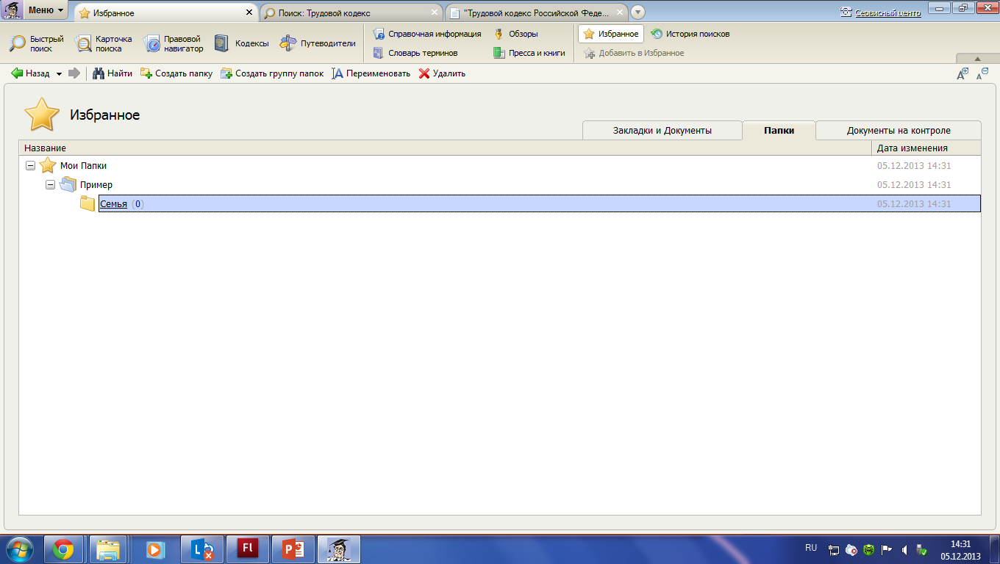 Меню
Избранное
Поиск: Трудовой кодекс
"Трудовой кодекс Российской Феде...
Сервисный центр
Быстрый
поиск
Карточка
поиска
Правовой
навигатор
Кодексы
Путеводители
Справочная информация
Словарь терминов
Обзоры
Пресса и книги
Избранное
История поисков
Добавить в Избранное
Назад
Найти
Создать папку
Создать группу папок
Переименовать
Удалить
Избранное
Закладки и Документы
Папки
Документы на контроле
Название
Дата изменения
Мои Папки
05.12.2013 14:31
Пример
05.12.2013 14:31
Семья (0)
05.12.2013 14:31
RU
14:31
05.12.2013